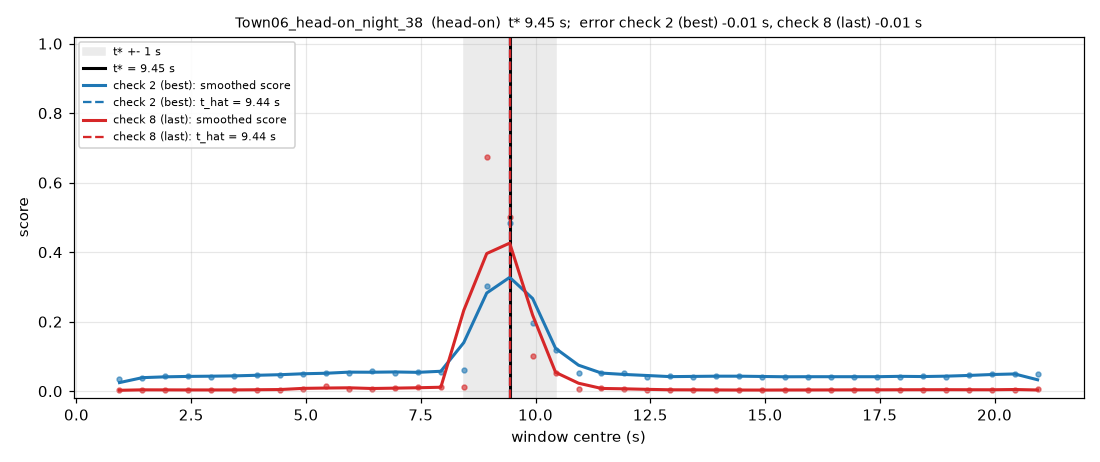 Town06_head-on_night_38  (head-on)  t* 9.45 s;  error check 2 (best) -0.01 s, check 8 (last) -0.01 s
t* +- 1 s
t* = 9.45 s
check 2 (best): smoothed score
check 2 (best): t_hat = 9.44 s
check 8 (last): smoothed score
check 8 (last): t_hat = 9.44 s
score
1.0
0.8
0.6
0.4
0.2
0.0
0.0 2.5 5.0 7.5 10.0 12.5 15.0 17.5 20.0
window centre (s)